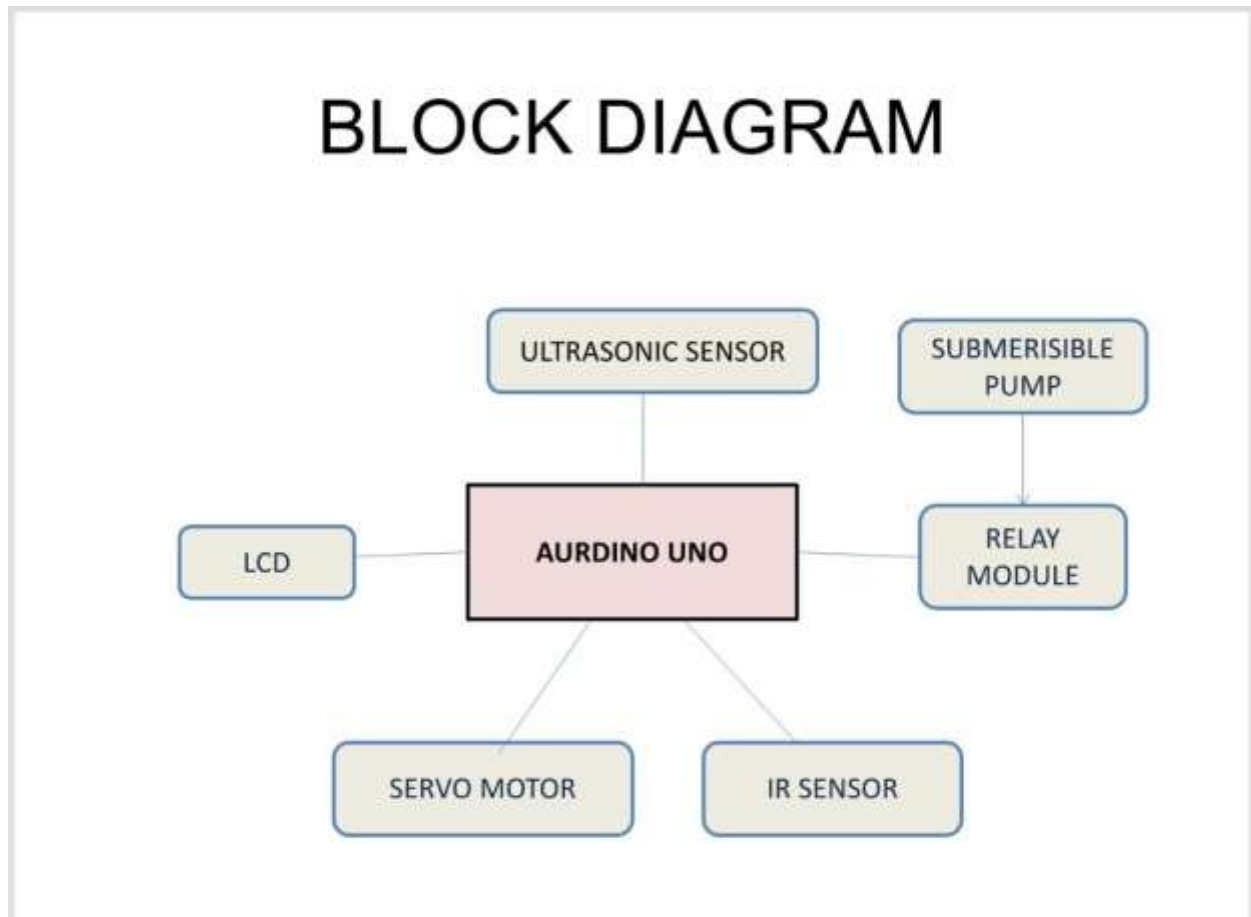 BLOCK DIAGRAM
ULTRASONIC SENSOR
SUBMERISIBLE
PUMP
LCD
AURDINO UNO
RELAY
MODULE
SERVO MOTOR
IR SENSOR